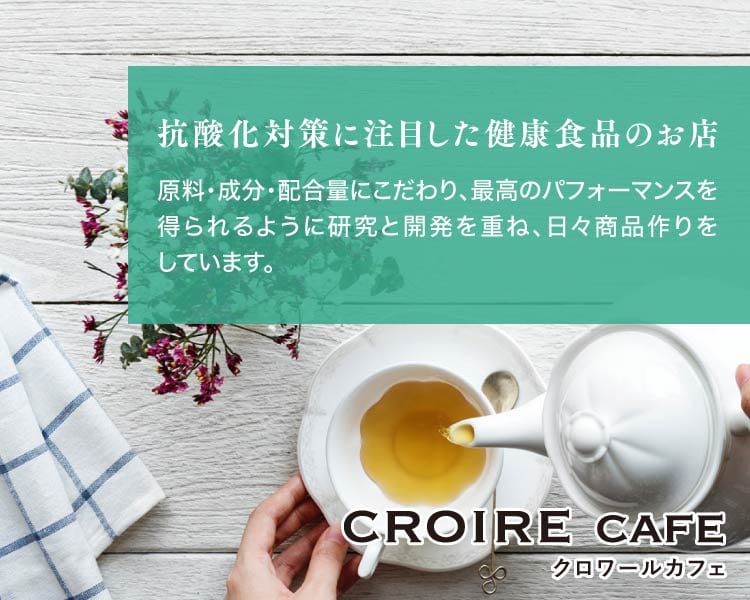 抗酸化対策に注目した健康食品のお店
原料・成分・配合量にこだわり、最高のパフォーマンスを
得られるように研究と開発を重ね、日々商品作りを
しています。
CROIRE CAFE
クロワールカフェ